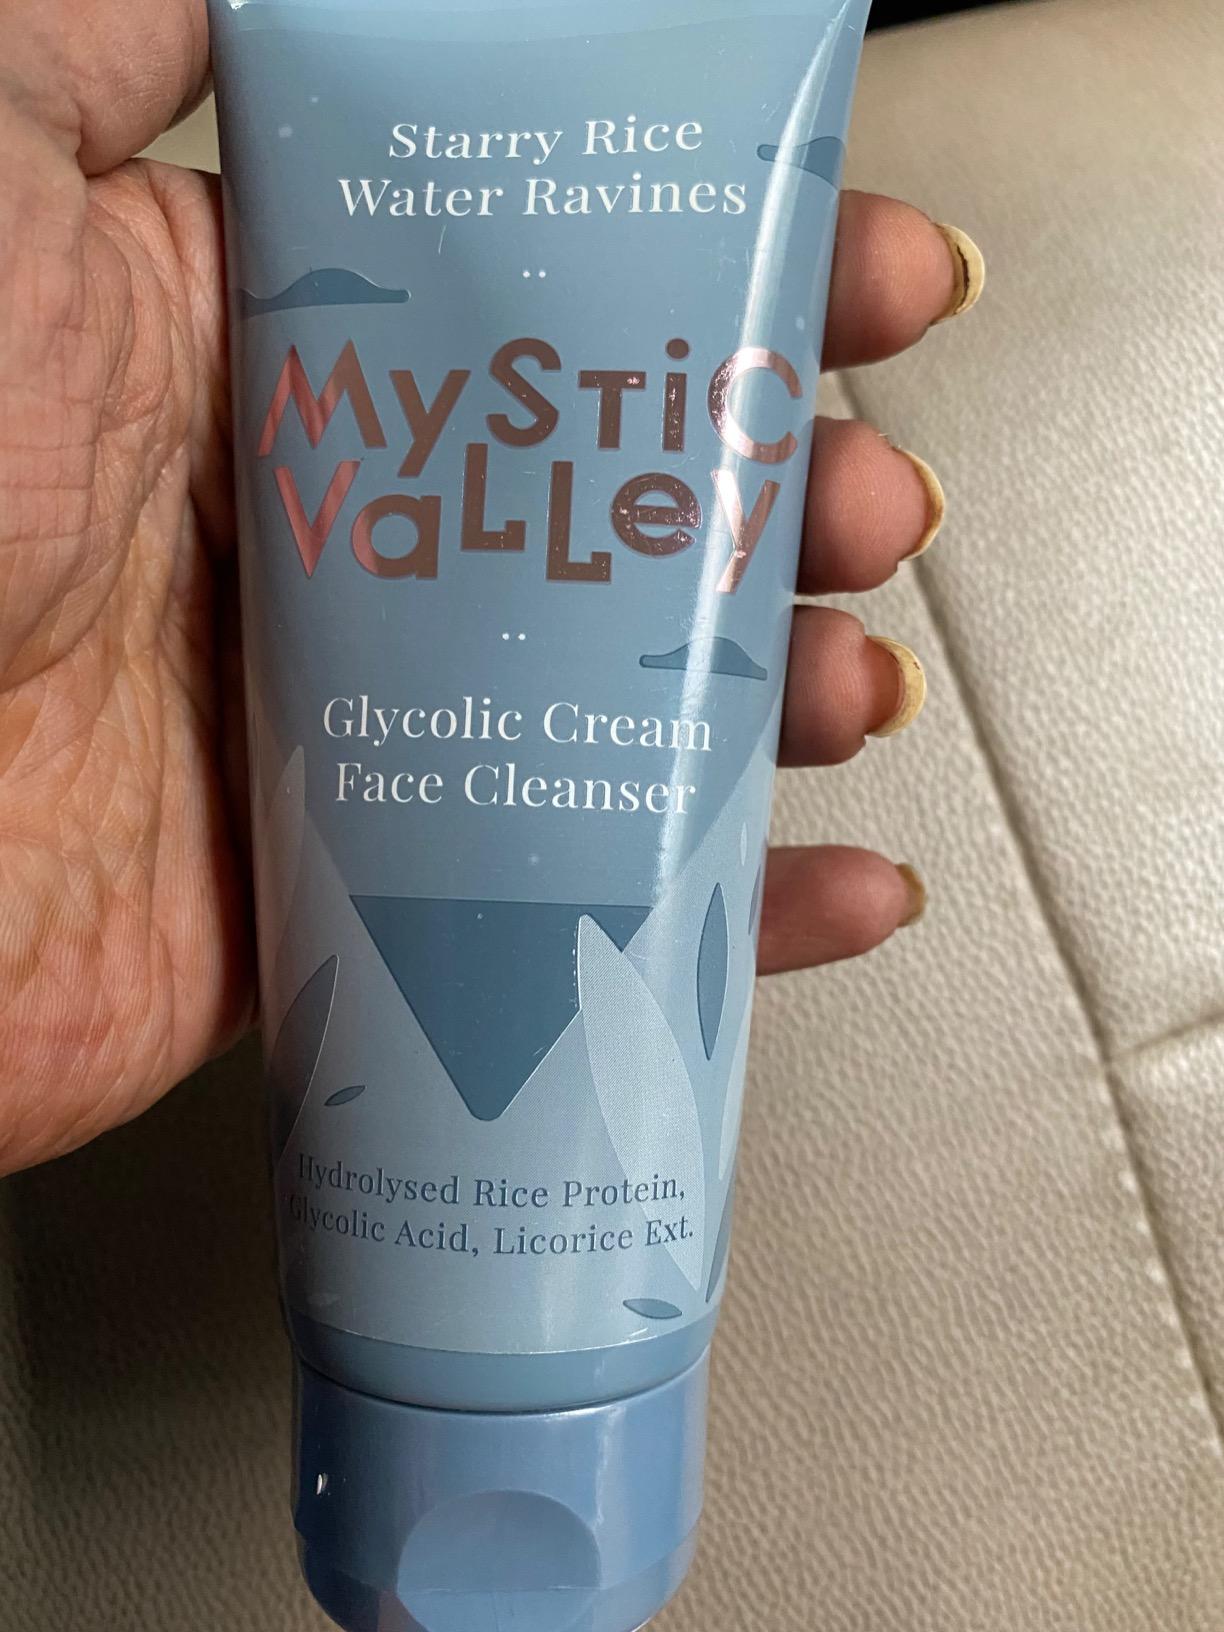 Starry Rice
Water Ravines
MySTiC
VaLLey
Glycolic Cream
Face Cleanser
Hydrolysed Rice Protein,
Glycolic Acid, Licorice Ext.